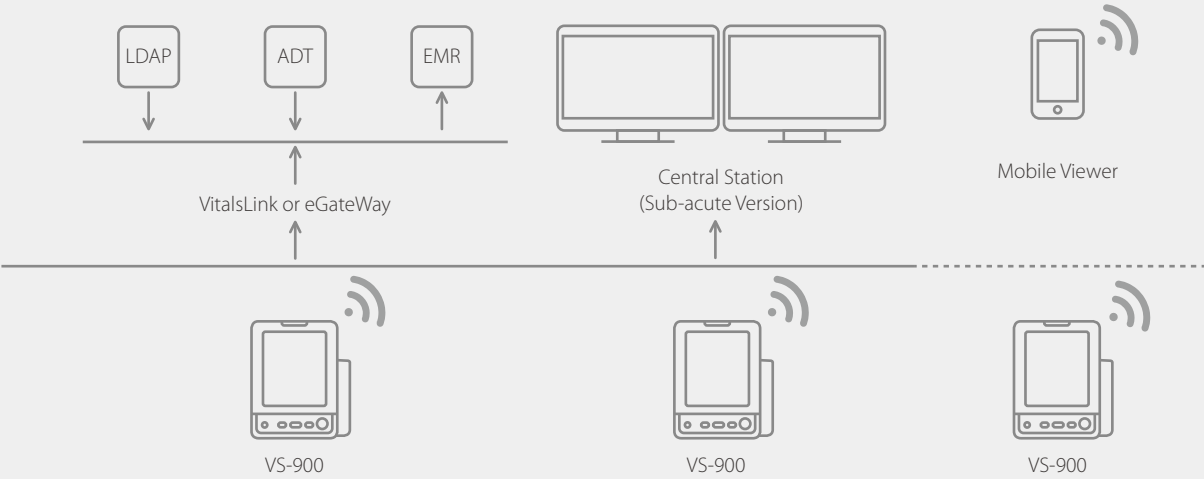 LDAP
ADT
EMR
VitalsLink or eGateWay
Central Station
(Sub-acute Version)
Mobile Viewer
VS-900
VS-900
VS-900